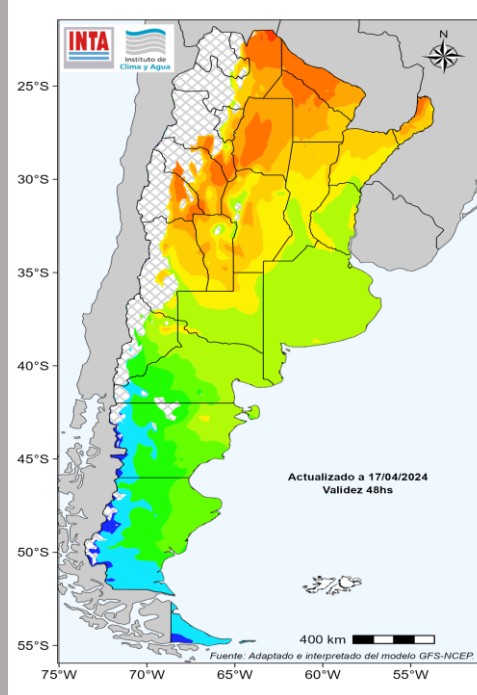 INTA
Instituto de
Clima y Agua
N
25°S
30°S
35°S
40°S
45°S
50°S
55°S
Actualizado a 17/04/2024
Validez 48hs
400 km
Fuente: Adaptado e interpretado del modelo GFS-NCEP.
75°W
70°W
65°W
60°W
55°W